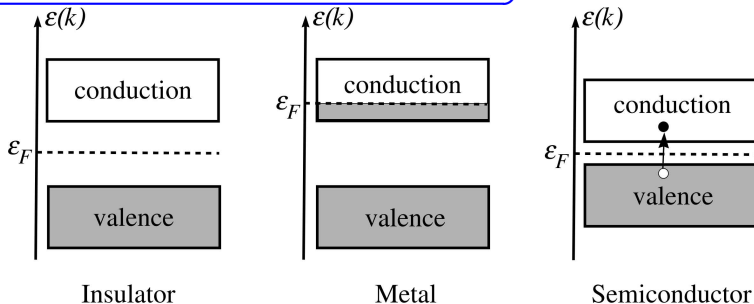 ε(k)
conduction
ε_F
valence
Insulator
ε(k)
conduction
ε_F
valence
Metal
ε(k)
conduction
ε_F
valence
Semiconductor